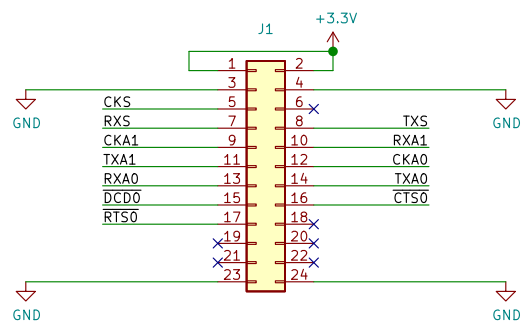 +3.3V
J1
1 2
3 4
GND GND
CKS 5 6
RXS 7 8 TXS
CKA1 9 10 RXA1
TXA1 11 12 CKA0
RXA0 13 14 TXA0
DCD0 15 16 CTS0
RTS0 17 18
19 20
21 22
23 24
GND GND